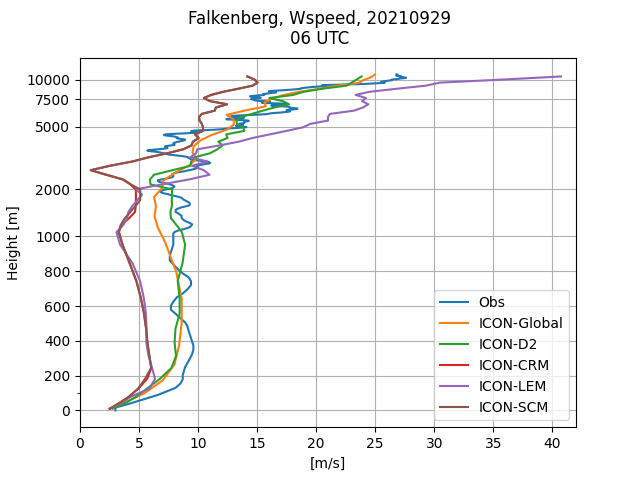 Falkenberg, Wspeed, 20210929
06 UTC
10000
7500
5000
2000
1000
800
600
400
200
0
Height [m]
Obs
ICON-Global
ICON-D2
ICON-CRM
ICON-LEM
ICON-SCM
0 5 10 15 20 25 30 35 40
[m/s]